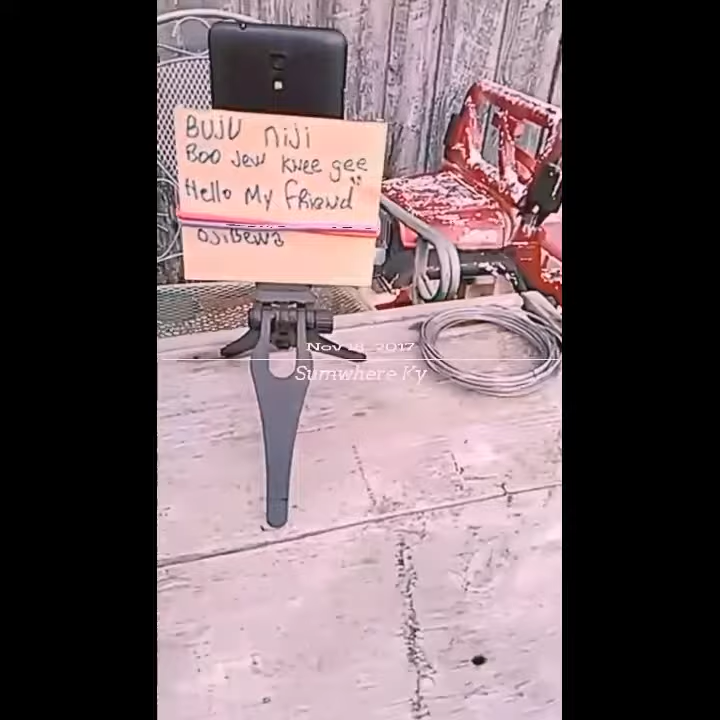 BUJU niji
Boo Jew Knee gee
Hello My FRiend
OJiBewa
Nov 18, 2017
Sumwhere Ky